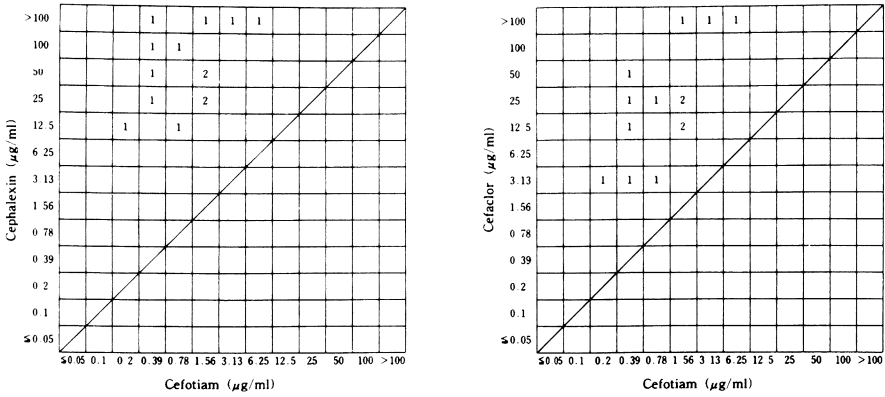 Cephalexin (μg/ml)
>100 1 1 1 1
100 1 1
50 1 2
25 1 2
12. 5 1 1
6 25
3. 13
1 56
0 78
0 39
0 2
0. 1
≦0 05
≦0.05 0.1 0 2 0.39 0 78 1 56 3.13 6 25 12.5 25 50 100 >100
Cefotiam (μg/ml)
Cefaclor (μg/ml)
>100 1 1 1
100
50 1
25 1 1 2
12 5 1 2
6. 25
3.13 1 1 1
1 56
0 78
0 39
0 2
0.1
≦0.05
≦0 05 0.1 0.2 0.39 0.78 1 56 3 13 6.25 12 5 25 50 100 >100
Cefotiam (μg/ml)